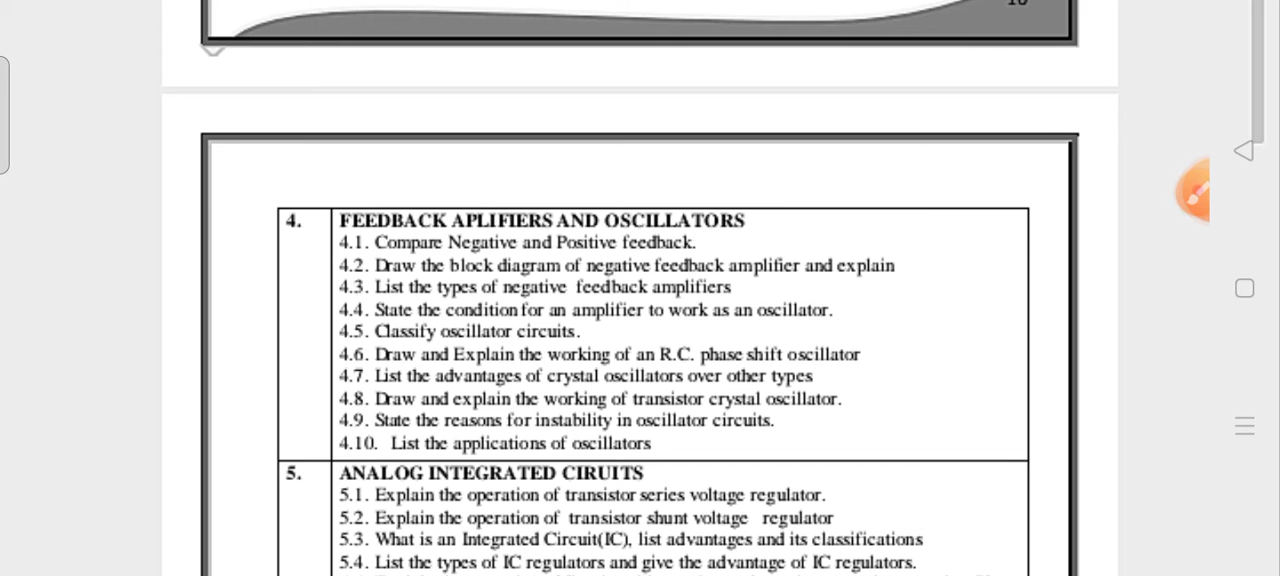 4. FEEDBACK APLIFIERS AND OSCILLATORS
4.1. Compare Negative and Positive feedback.
4.2. Draw the block diagram of negative feedback amplifier and explain
4.3. List the types of negative feedback amplifiers
4.4. State the condition for an amplifier to work as an oscillator.
4.5. Classify oscillator circuits.
4.6. Draw and Explain the working of an R.C. phase shift oscillator
4.7. List the advantages of crystal oscillators over other types
4.8. Draw and explain the working of transistor crystal oscillator.
4.9. State the reasons for instability in oscillator circuits.
4.10. List the applications of oscillators
5. ANALOG INTEGRATED CIRUITS
5.1. Explain the operation of transistor series voltage regulator.
5.2. Explain the operation of transistor shunt voltage regulator
5.3. What is an Integrated Circuit(IC), list advantages and its classifications
5.4. List the types of IC regulators and give the advantage of IC regulators.